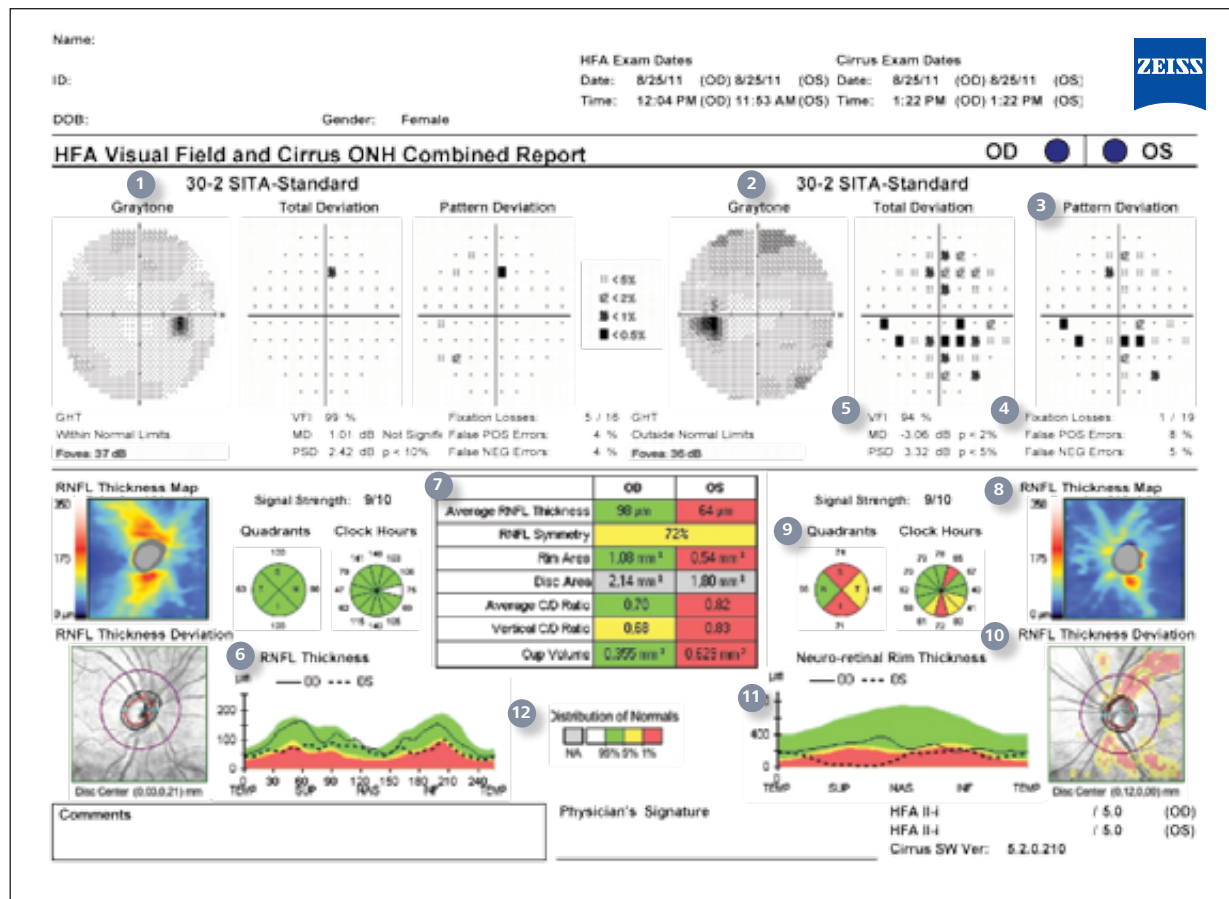 ZEISS
Name:
HFA Exam Dates Cirrus Exam Dates
ID: Date: 8/25/11 (OD) 8/25/11 (OS) Date: 8/25/11 (OD) 8/25/11 (OS)
Time: 12:04 PM (OD) 11:53 AM (OS) Time: 1:22 PM (OD) 1:22 PM (OS)
DOB: Gender: Female
HFA Visual Field and Cirrus ONH Combined Report OD OS
1 30-2 SITA-Standard 2 30-2 SITA-Standard
Graytone Total Deviation Pattern Deviation Graytone Total Deviation 3 Pattern Deviation
< 5%
< 2%
< 1%
< 0.5%
5 4
GHT VFI 99 % Fixation Losses: 5 / 16 GHT VFI 94 % Fixation Losses: 1 / 19
Within Normal Limits MD 1.01 dB Not Signifi False POS Errors: 4 % Outside Normal Limits MD -3.06 dB p < 2% False POS Errors: 8 %
Fovea: 37 dB PSD 2.42 dB p < 10% False NEG Errors: 4 % Fovea: 36 dB PSD 3.32 dB p < 5% False NEG Errors: 5 %
RNFL Thickness Map 7 8 RNFL Thickness Map
Signal Strength: 9/10 Signal Strength: 9/10
Quadrants Clock Hours 9 Quadrants Clock Hours
350
175
0 µm
OD OS
Average RNFL Thickness 98 µm 64 µm
RNFL Symmetry 72%
Rim Area 1,08 mm² 0,54 mm²
Disc Area 2,14 mm² 1,80 mm²
Average C/D Ratio 0,70 0,82
Vertical C/D Ratio 0,68 0,83
Cup Volume 0.355 mm³ 0.629 mm³
350
175
0 µm
RNFL Thickness Deviation 10 RNFL Thickness Deviation
6 RNFL Thickness Neuro-retinal Rim Thickness
µm OD OS µm OD OS
200
100
0
0 30 60 90 120 150 180 210 240
TEMP SUP NAS INF TEMP
12 Distribution of Normals
NA 95% 5% 1%
11
400
0
TEMP SUP NAS INF TEMP
Disc Center (0.03,0.21) mm Disc Center (0.12,0.00) mm
Comments Physician's Signature HFA II-i / 5.0 (OD)
HFA II-i / 5.0 (OS)
Cirrus SW Ver: 5.2.0.210